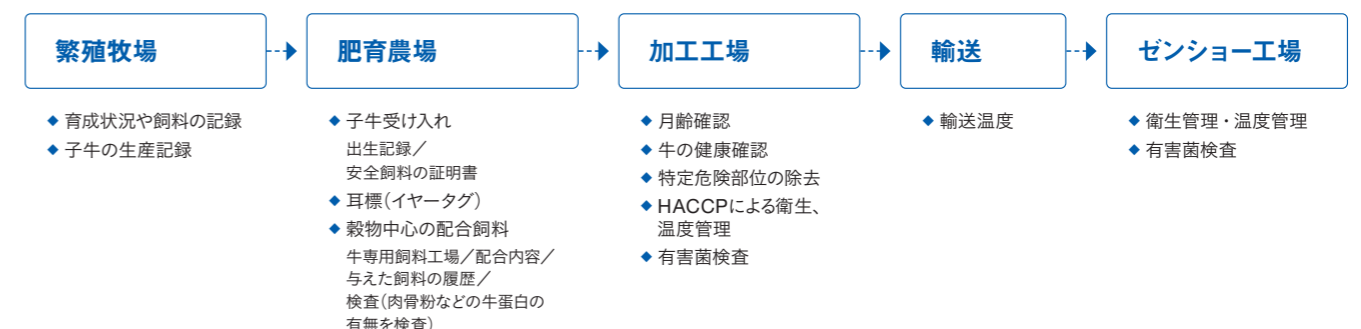 繁殖牧場
育成状況や飼料の記録
子牛の生産記録
肥育農場
子牛受け入れ
出生記録／
安全飼料の証明書
耳標（イヤータグ）
穀物中心の配合飼料
牛専用飼料工場／配合内容／
与えた飼料の履歴／
検査（肉骨粉などの牛蛋白の
有無を検査）
加工工場
月齢確認
牛の健康確認
特定危険部位の除去
HACCPによる衛生、
温度管理
有害菌検査
輸送
輸送温度
ゼンショー工場
衛生管理・温度管理
有害菌検査